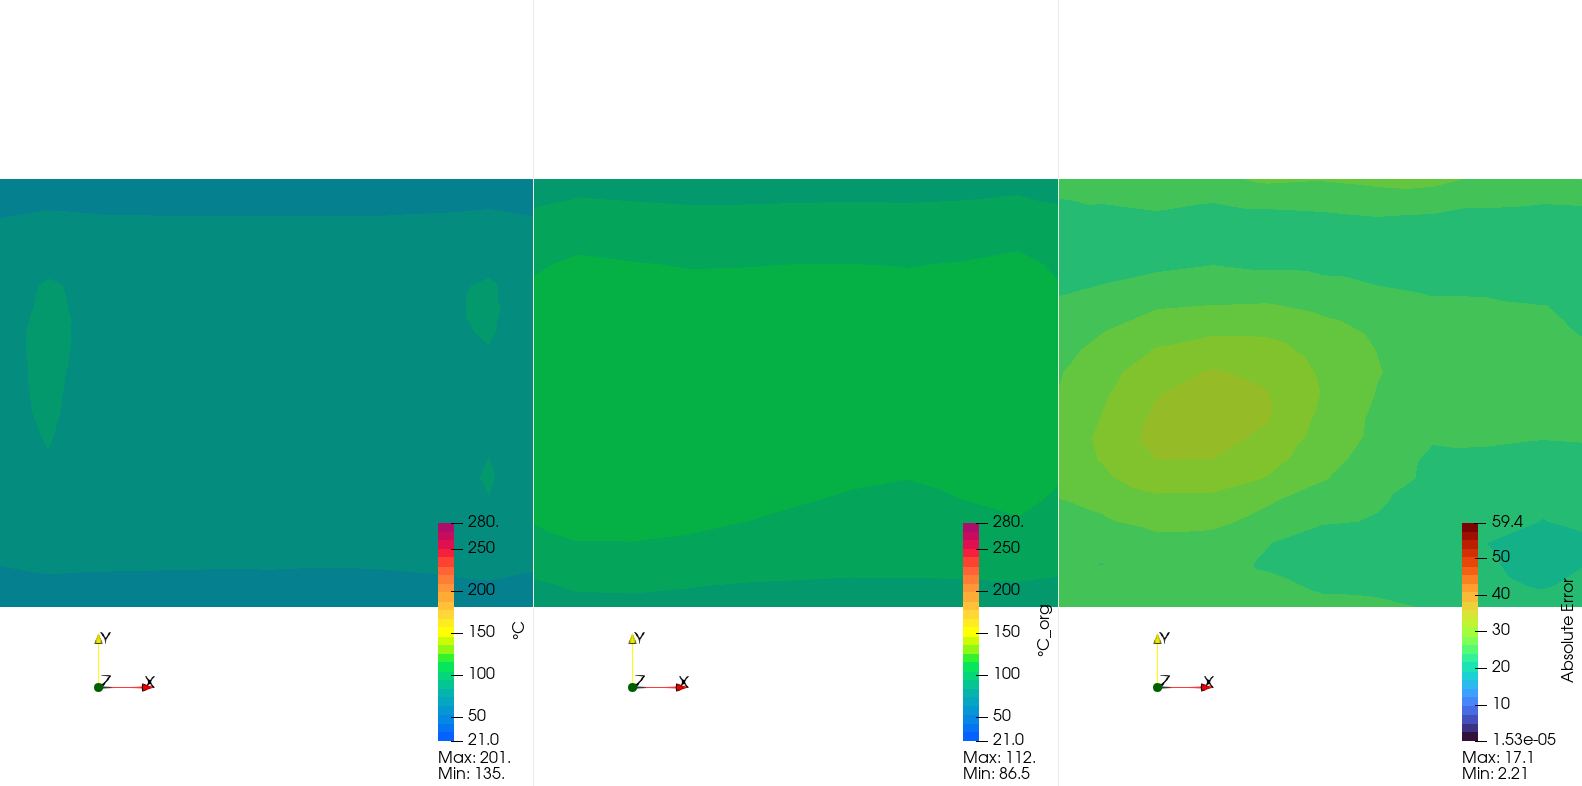 280.
250
200
150
100
50
21.0
°C
Max: 201.
Min: 135.
Y
Z
X
280.
250
200
150
100
50
21.0
°C_org
Max: 112.
Min: 86.5
Y
Z
X
59.4
50
40
30
20
10
1.53e-05
Absolute Error
Max: 17.1
Min: 2.21
Y
Z
X